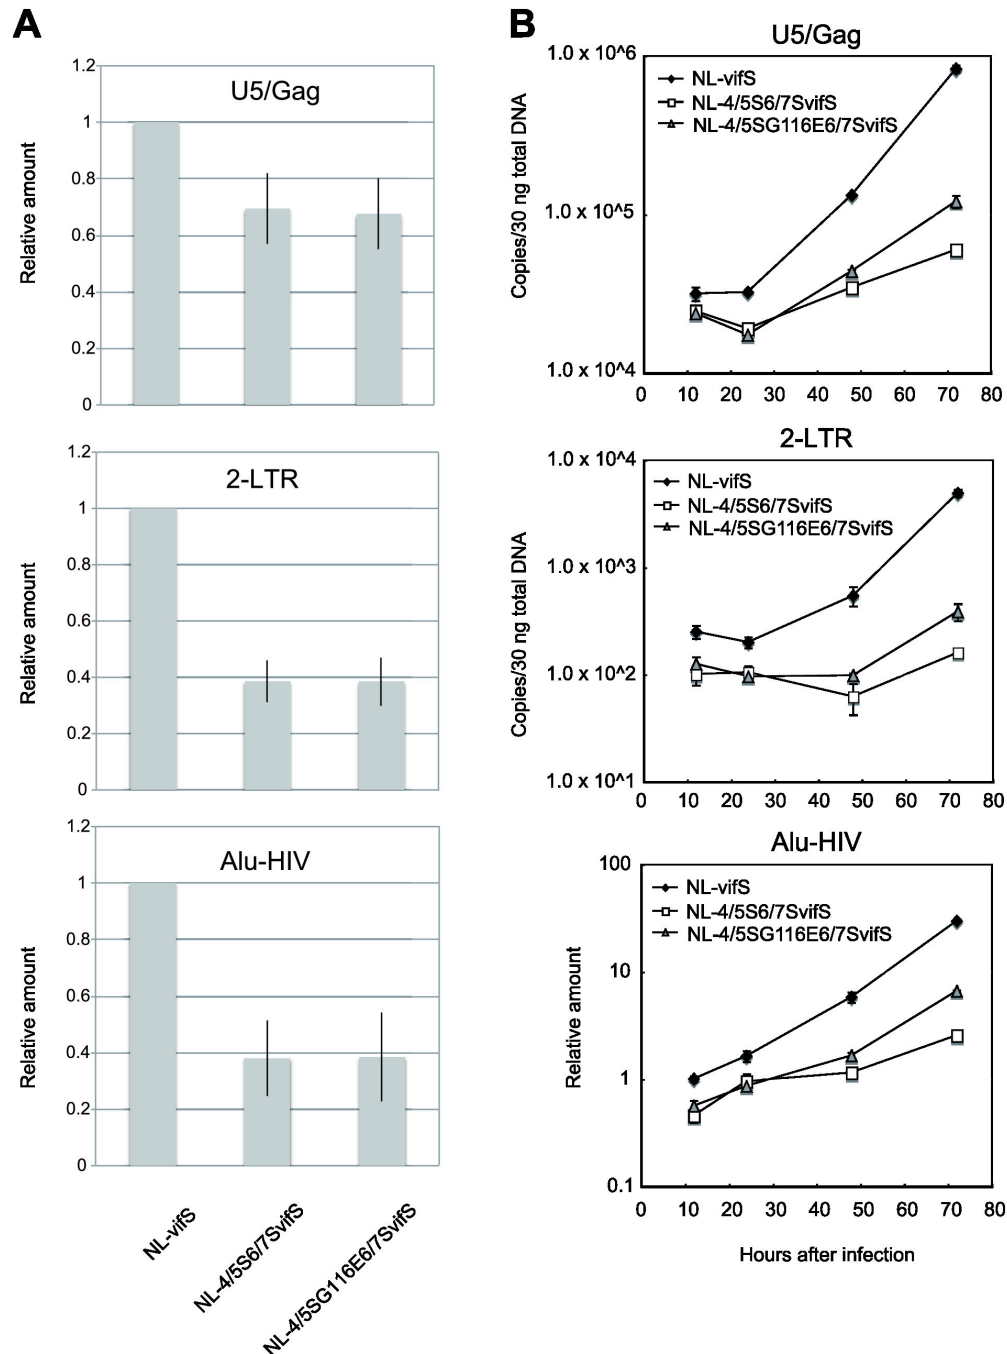 A
U5/Gag
Relative amount
1.2
1
0.8
0.6
0.4
0.2
0
2-LTR
Relative amount
1.2
1
0.8
0.6
0.4
0.2
0
Alu-HIV
Relative amount
1.2
1
0.8
0.6
0.4
0.2
0
NL-vifS
NL-4/5S6/7SvifS
NL-4/5SG116E6/7SvifS
B
U5/Gag
Copies/30 ng total DNA
1.0 x 10^6
1.0 x 10^5
1.0 x 10^4
NL-vifS
NL-4/5S6/7SvifS
NL-4/5SG116E6/7SvifS
0 10 20 30 40 50 60 70 80
2-LTR
Copies/30 ng total DNA
1.0 x 10^4
1.0 x 10^3
1.0 x 10^2
1.0 x 10^1
NL-vifS
NL-4/5S6/7SvifS
NL-4/5SG116E6/7SvifS
0 10 20 30 40 50 60 70 80
Alu-HIV
Relative amount
100
10
1
0.1
NL-vifS
NL-4/5S6/7SvifS
NL-4/5SG116E6/7SvifS
0 10 20 30 40 50 60 70 80
Hours after infection